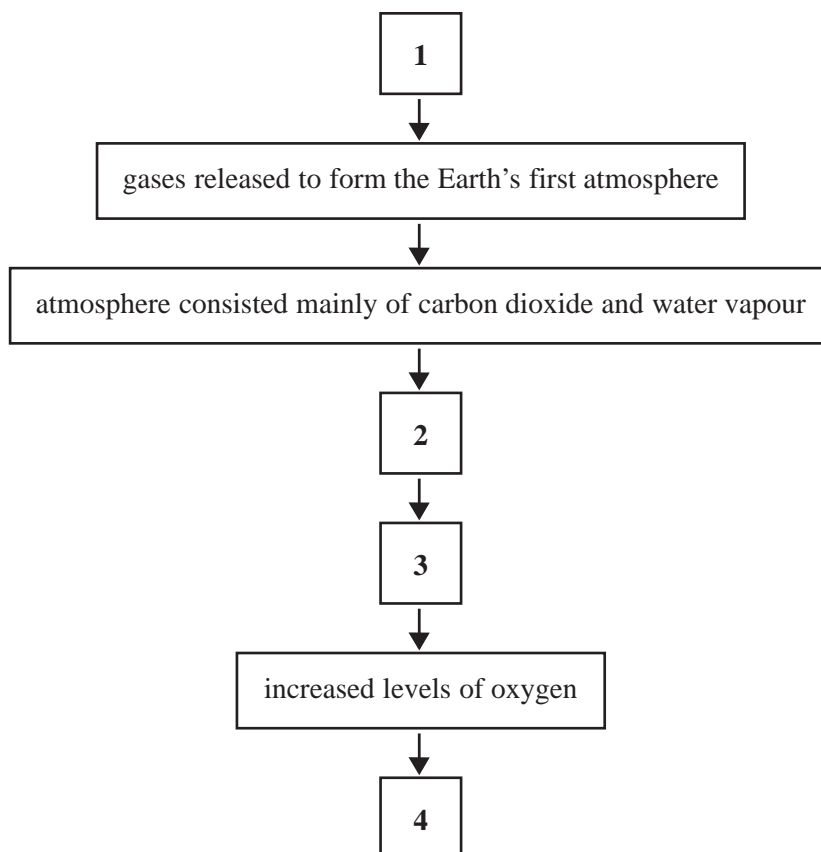 1
gases released to form the Earth’s first atmosphere
atmosphere consisted mainly of carbon dioxide and water vapour
2
3
increased levels of oxygen
4